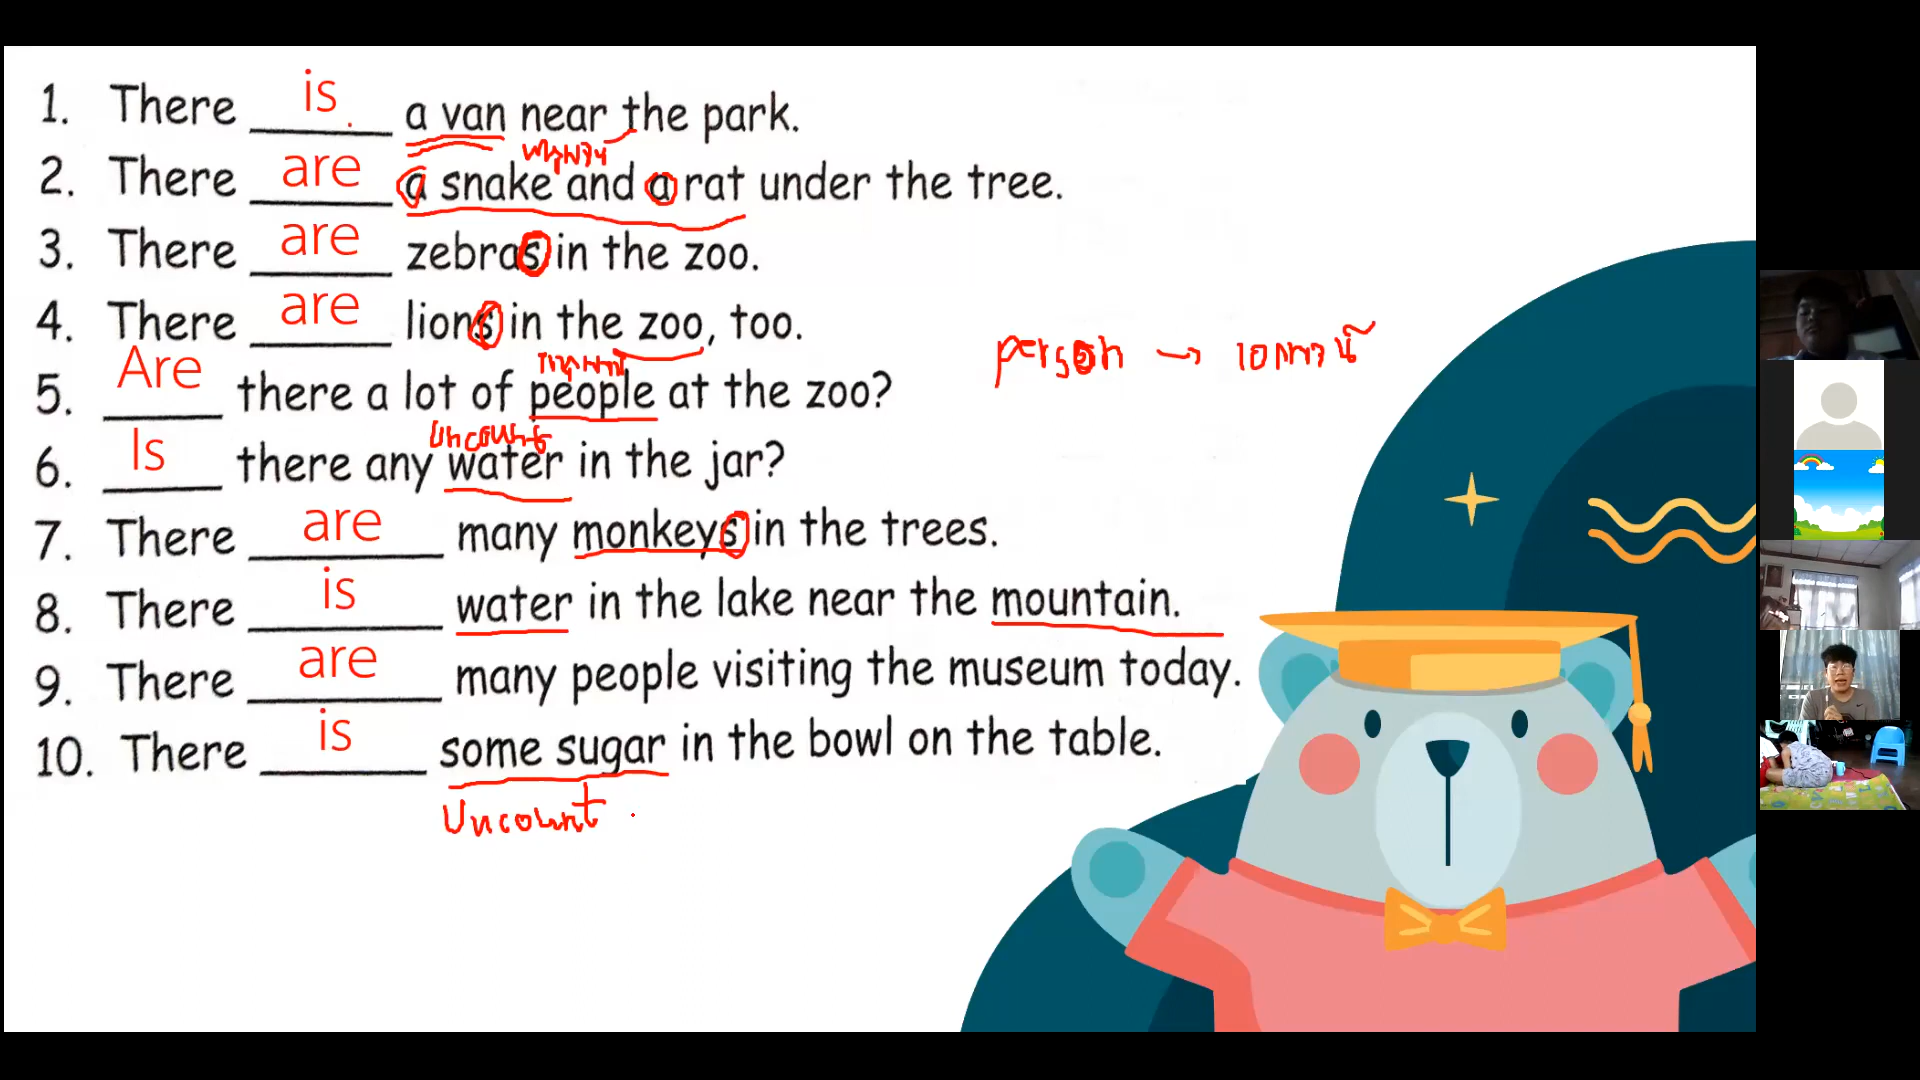 1. There is a van near the park.
พหูพจน์
2. There are a snake and a rat under the tree.
3. There are zebras in the zoo.
4. There are lions in the zoo, too.
person → เอกพจน์
5. Are there a lot of people at the zoo?
Uncount
6. Is there any water in the jar?
7. There are many monkeys in the trees.
8. There is water in the lake near the mountain.
9. There are many people visiting the museum today.
10. There is some sugar in the bowl on the table.
Uncount